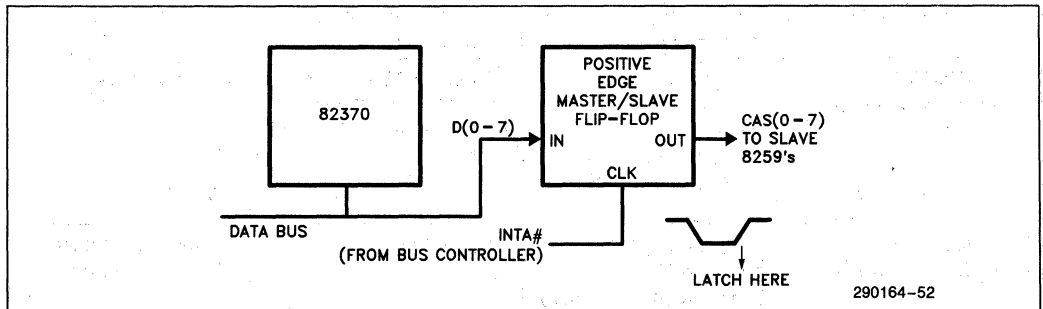 82370
POSITIVE
EDGE
MASTER/SLAVE
FLIP-FLOP
D(0-7)
IN
OUT
CLK
CAS(0-7)
TO SLAVE
8259's
DATA BUS
INTA#
(FROM BUS CONTROLLER)
LATCH HERE
290164-52